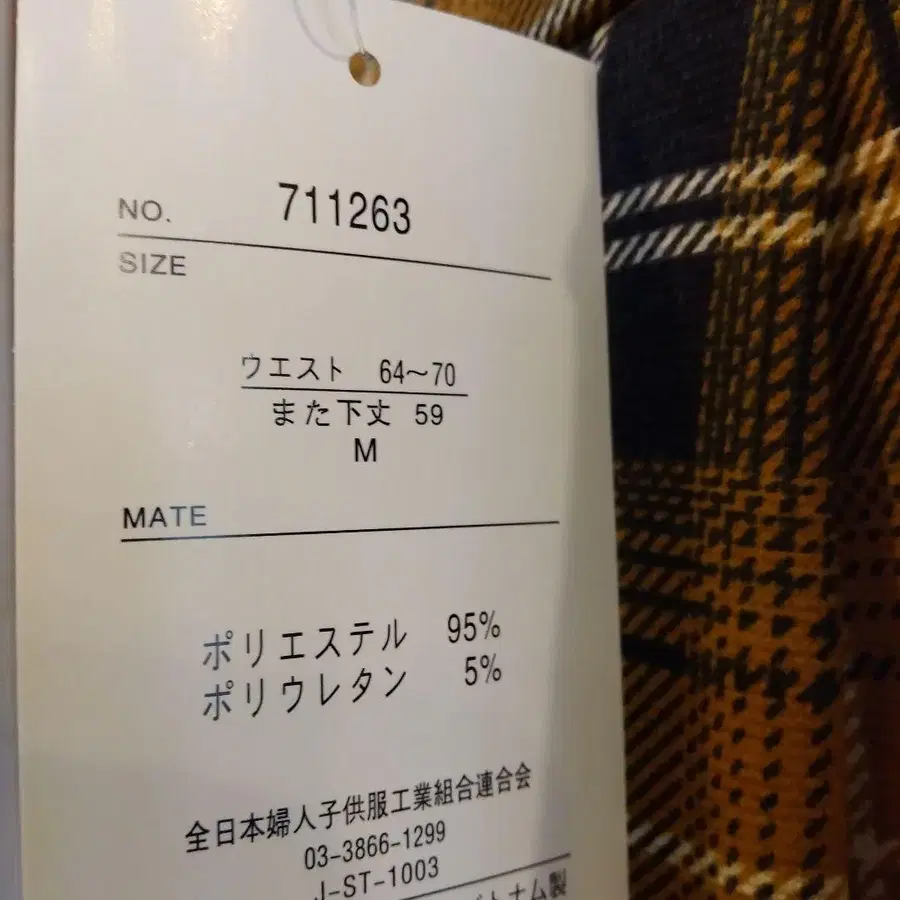 NO. 711263
SIZE
ウエスト 64〜70
また下丈 59
M
MATE
ポリエステル 95%
ポリウレタン 5%
全日本婦人子供服工業組合連合会
03-3866-1299
J-ST-1003